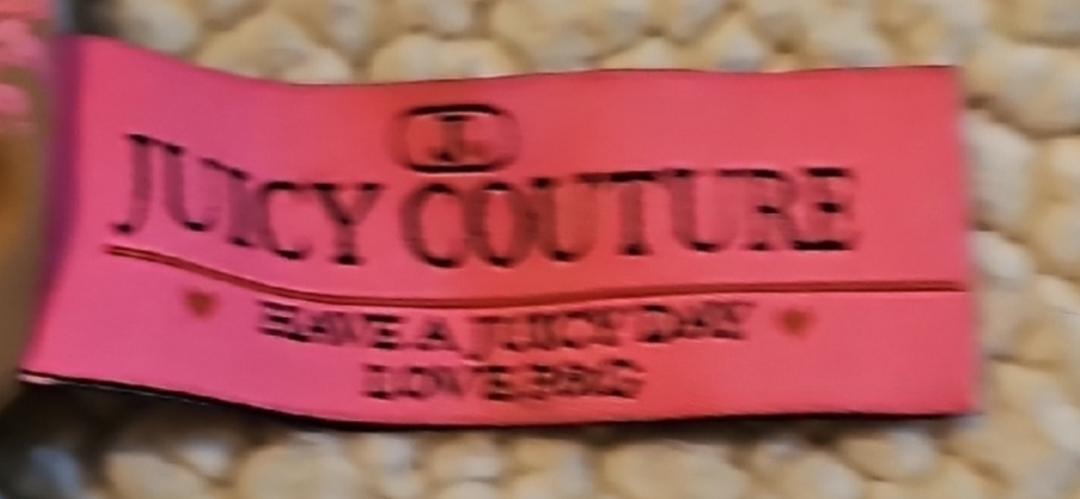 J.
JUICY COUTURE
HAVE A JUICY DAY
LOVE, P&G